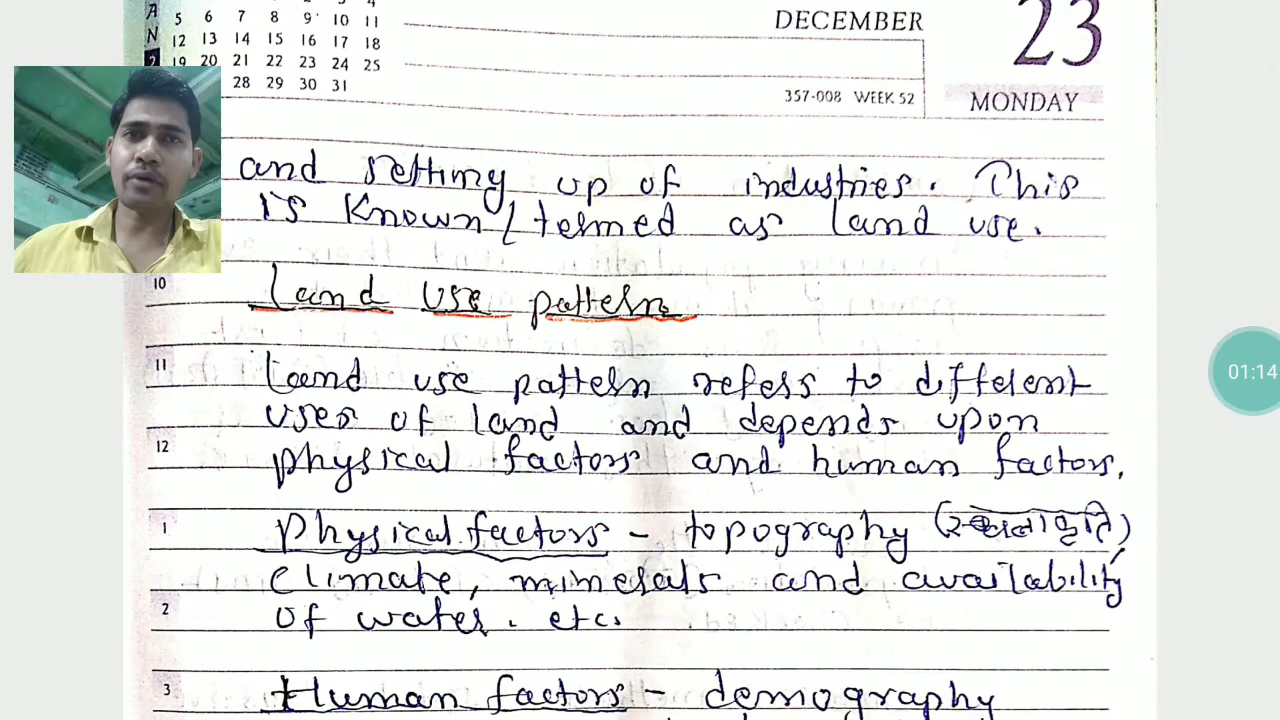 A
N
2
4
5 6 7 8 9 10 11
12 13 14 15 16 17 18
19 20 21 22 23 24 25
28 29 30 31
DECEMBER
23
357-008 WEEK 52
MONDAY
and setting up of industries. This
is known/termed as land use.
10
Land use pattern
11
Land use pattern refers to different
uses of land and depends upon
12
physical factors and human factors.
1
Physical factors - topography
climate, minerals and availability
2
of water. etc.
3
Human factors - demography
01:14